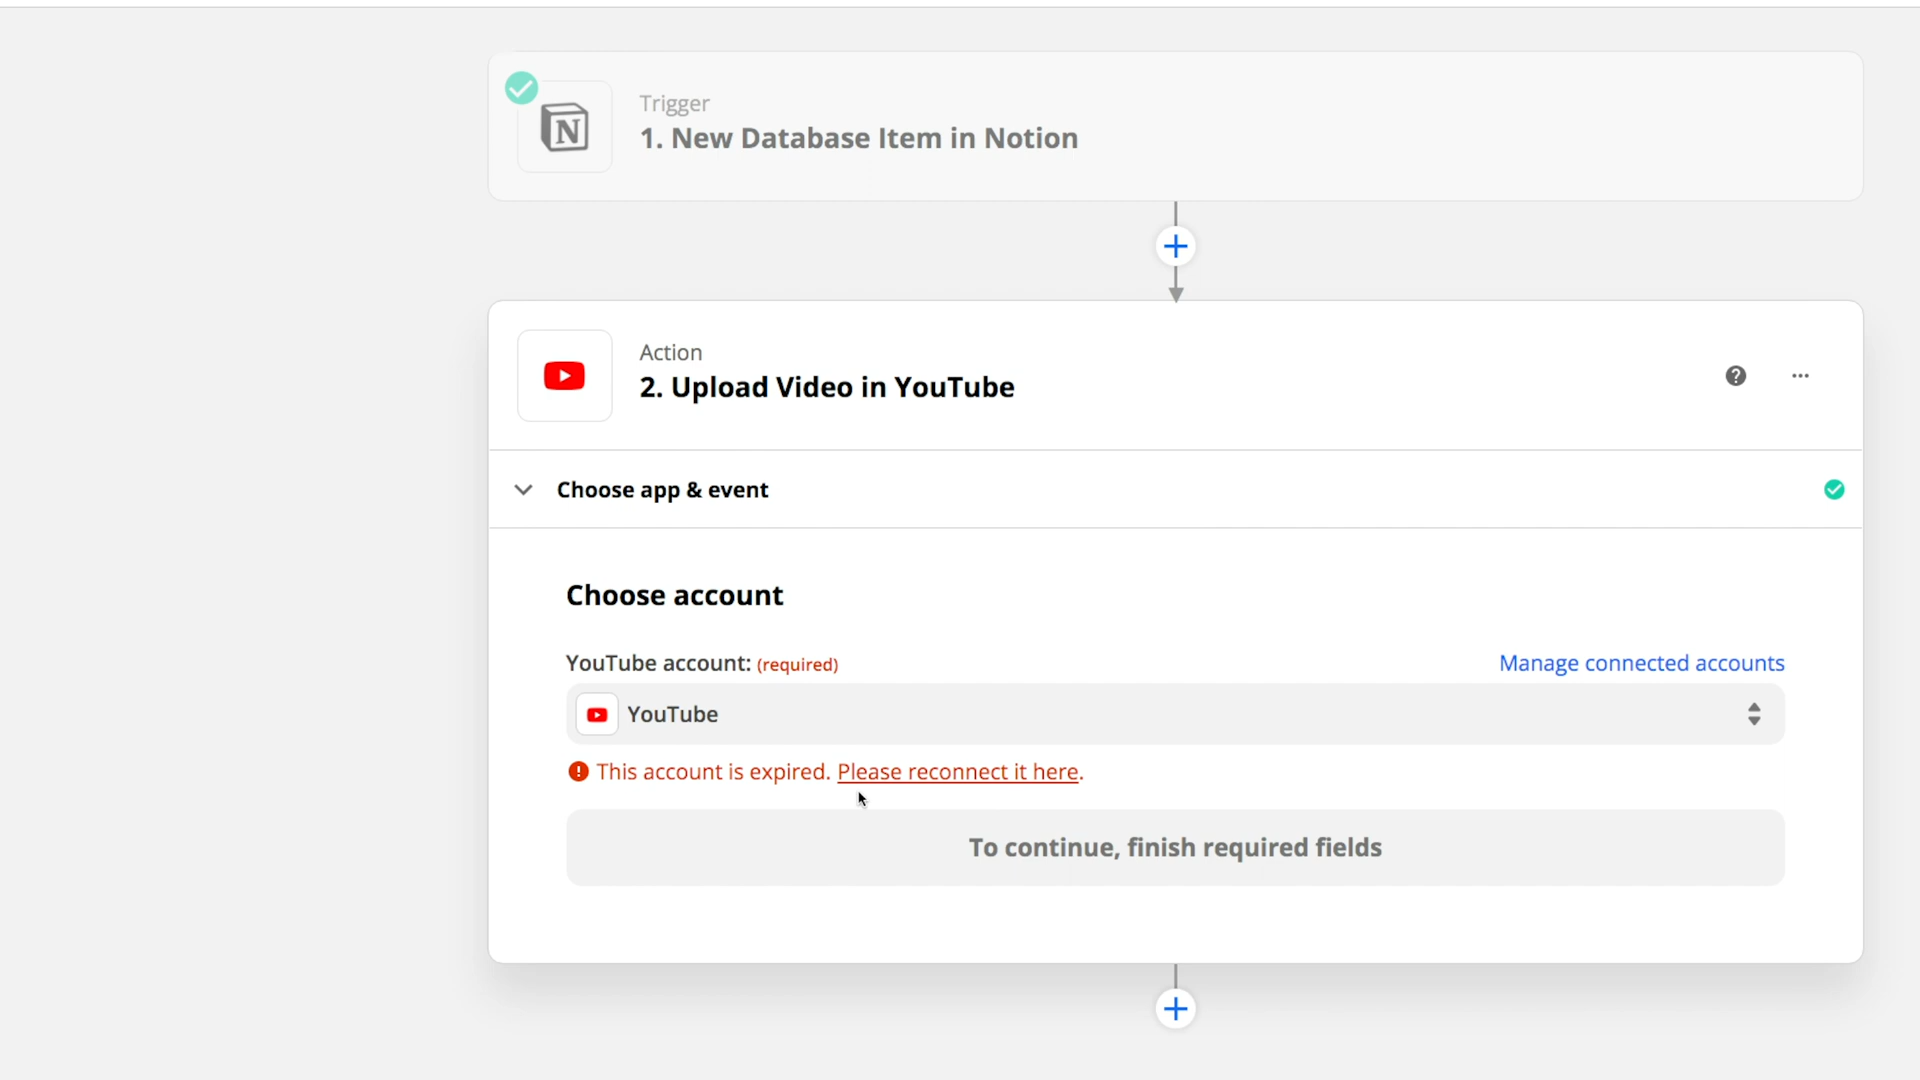 Trigger
1. New Database Item in Notion
Action
2. Upload Video in YouTube
Choose app & event
Choose account
YouTube account: (required)
Manage connected accounts
YouTube
This account is expired. Please reconnect it here.
To continue, finish required fields